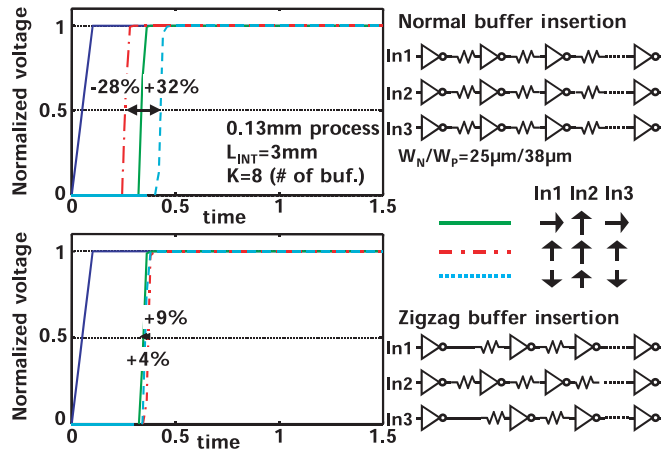 Normal buffer insertion
Normalized voltage
1
0.5
0
-28%
+32%
0.13mm process
L_INT=3mm
K=8 (# of buf.)
0
0.5
1
1.5
time
In1
In2
In3
W_N/W_P=25µm/38µm
In1 In2 In3
Normalized voltage
1
0.5
0
+9%
+4%
0
0.5
1
1.5
time
Zigzag buffer insertion
In1
In2
In3